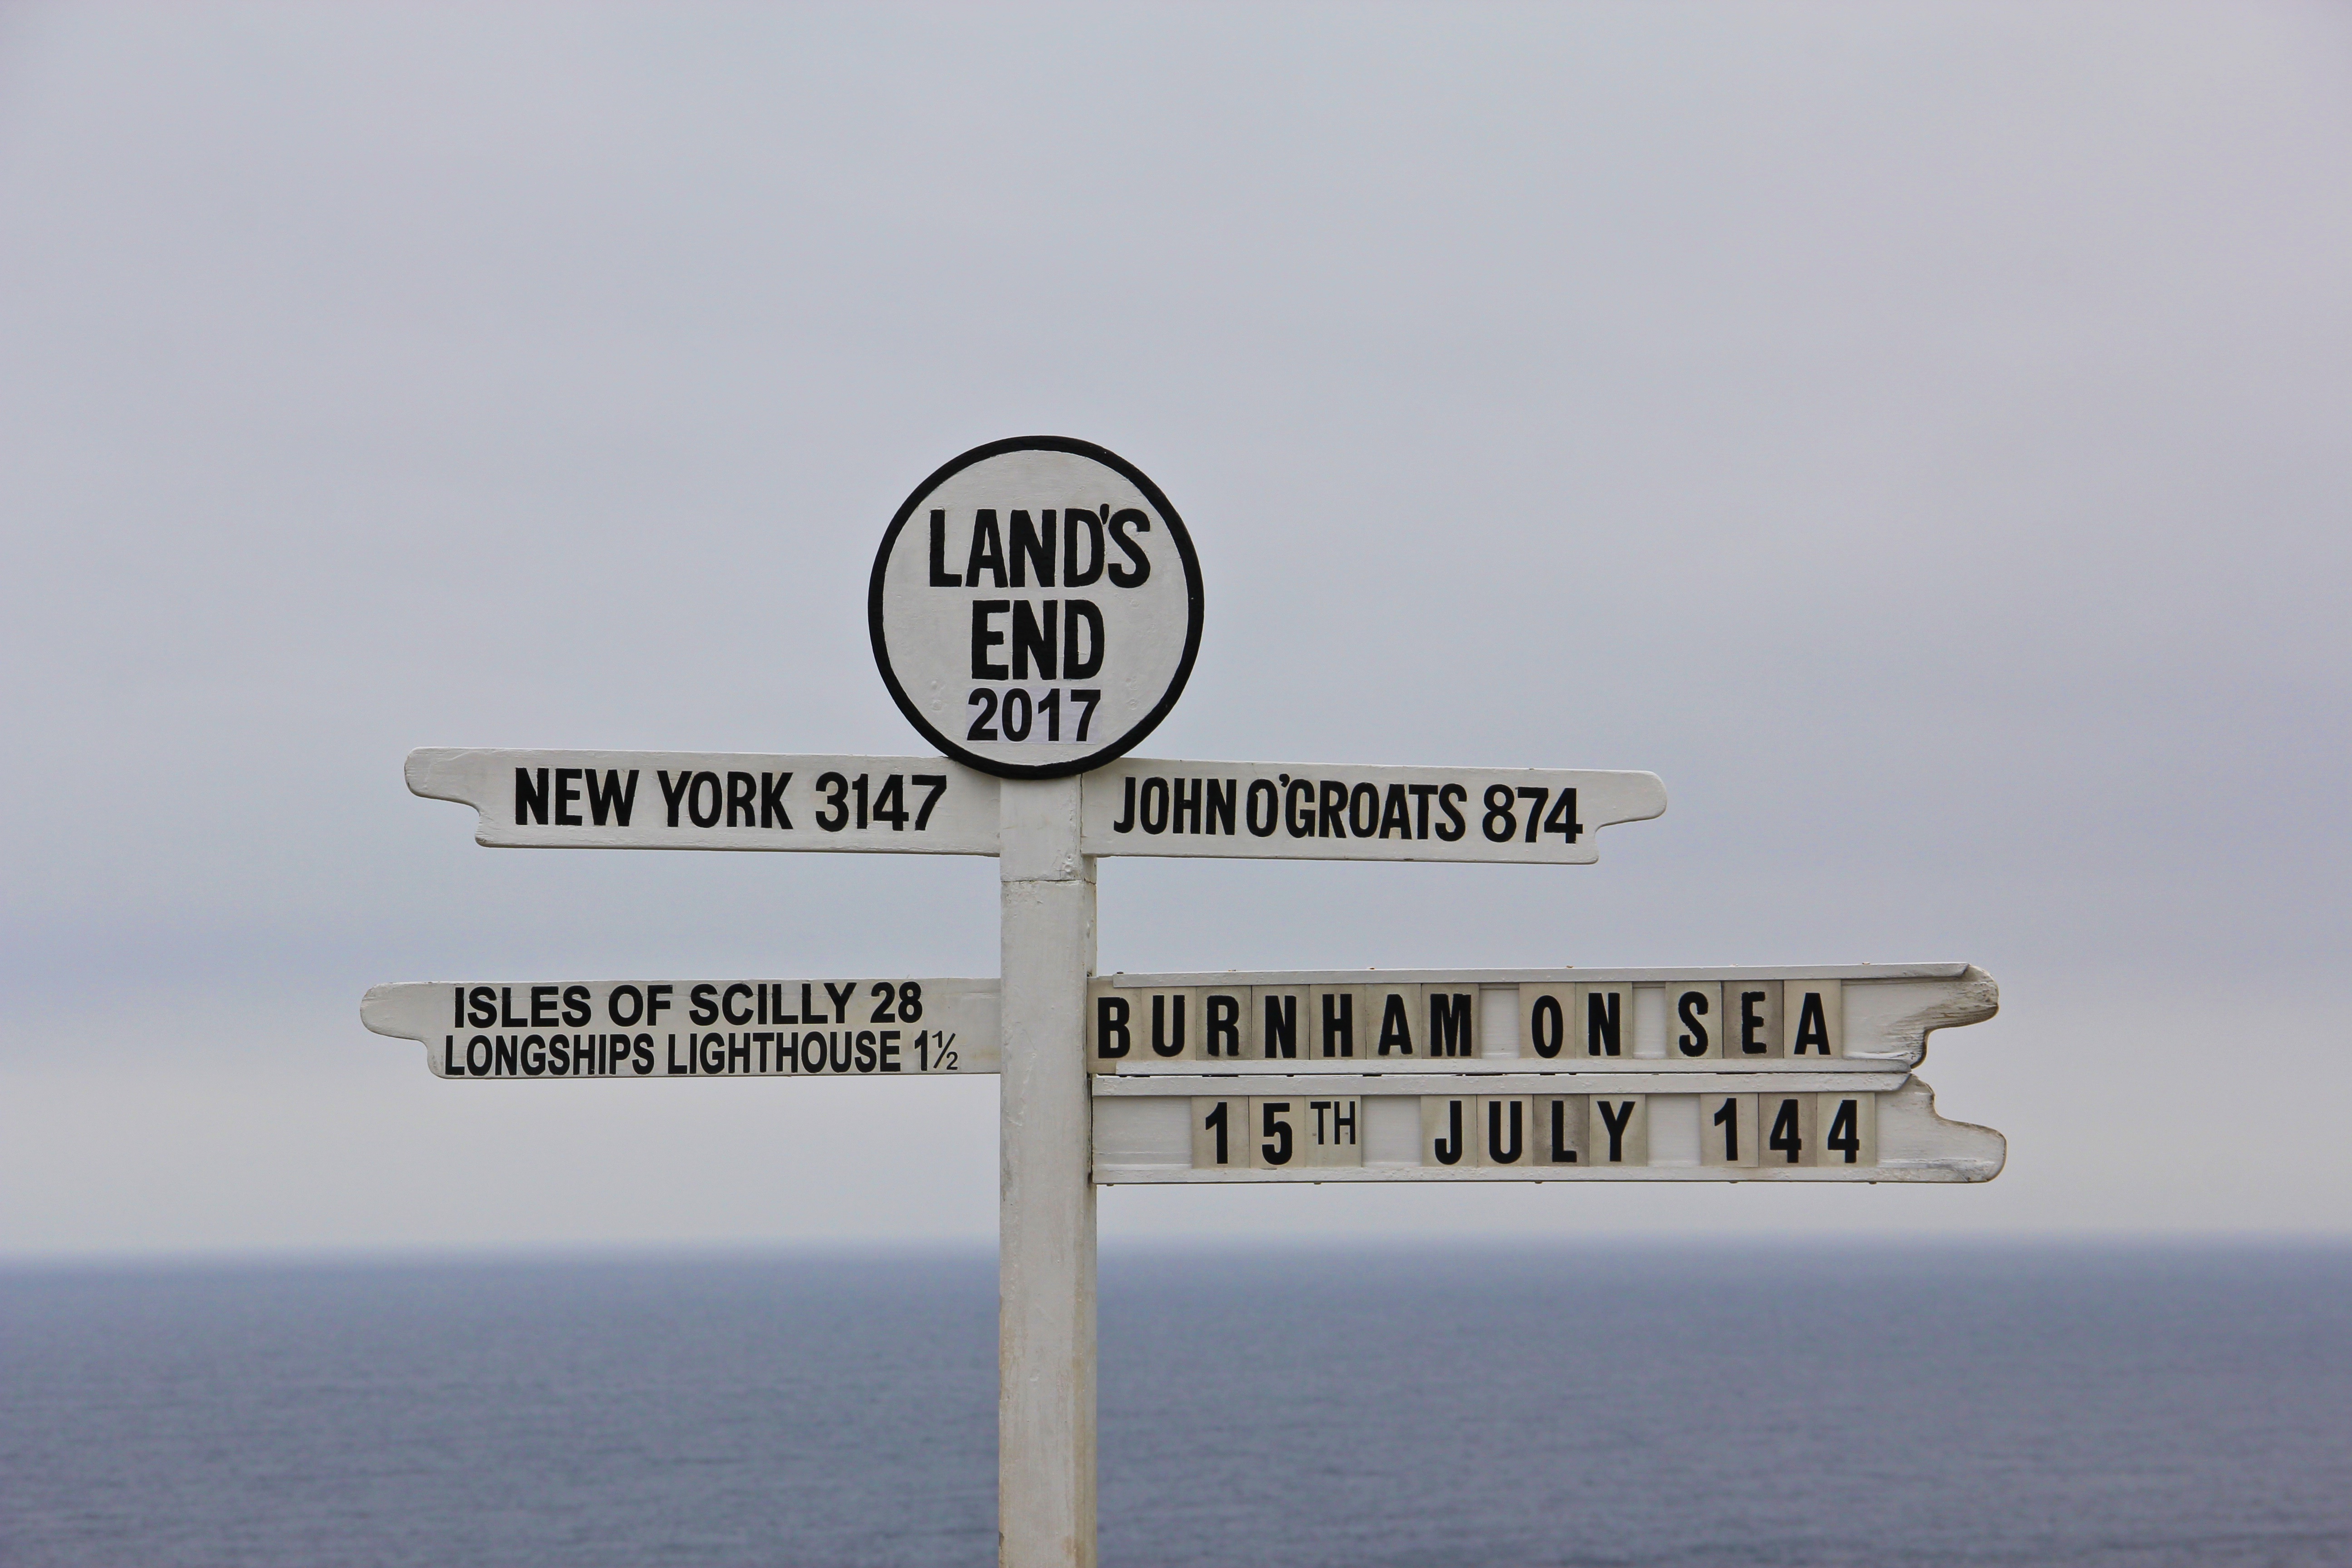 LAND'S
END
2017
NEW YORK 3147
JOHN O'GROATS 874
ISLES OF SCILLY 28
LONGSHIPS LIGHTHOUSE 1½
BURNHAM ON SEA
15TH JULY 144